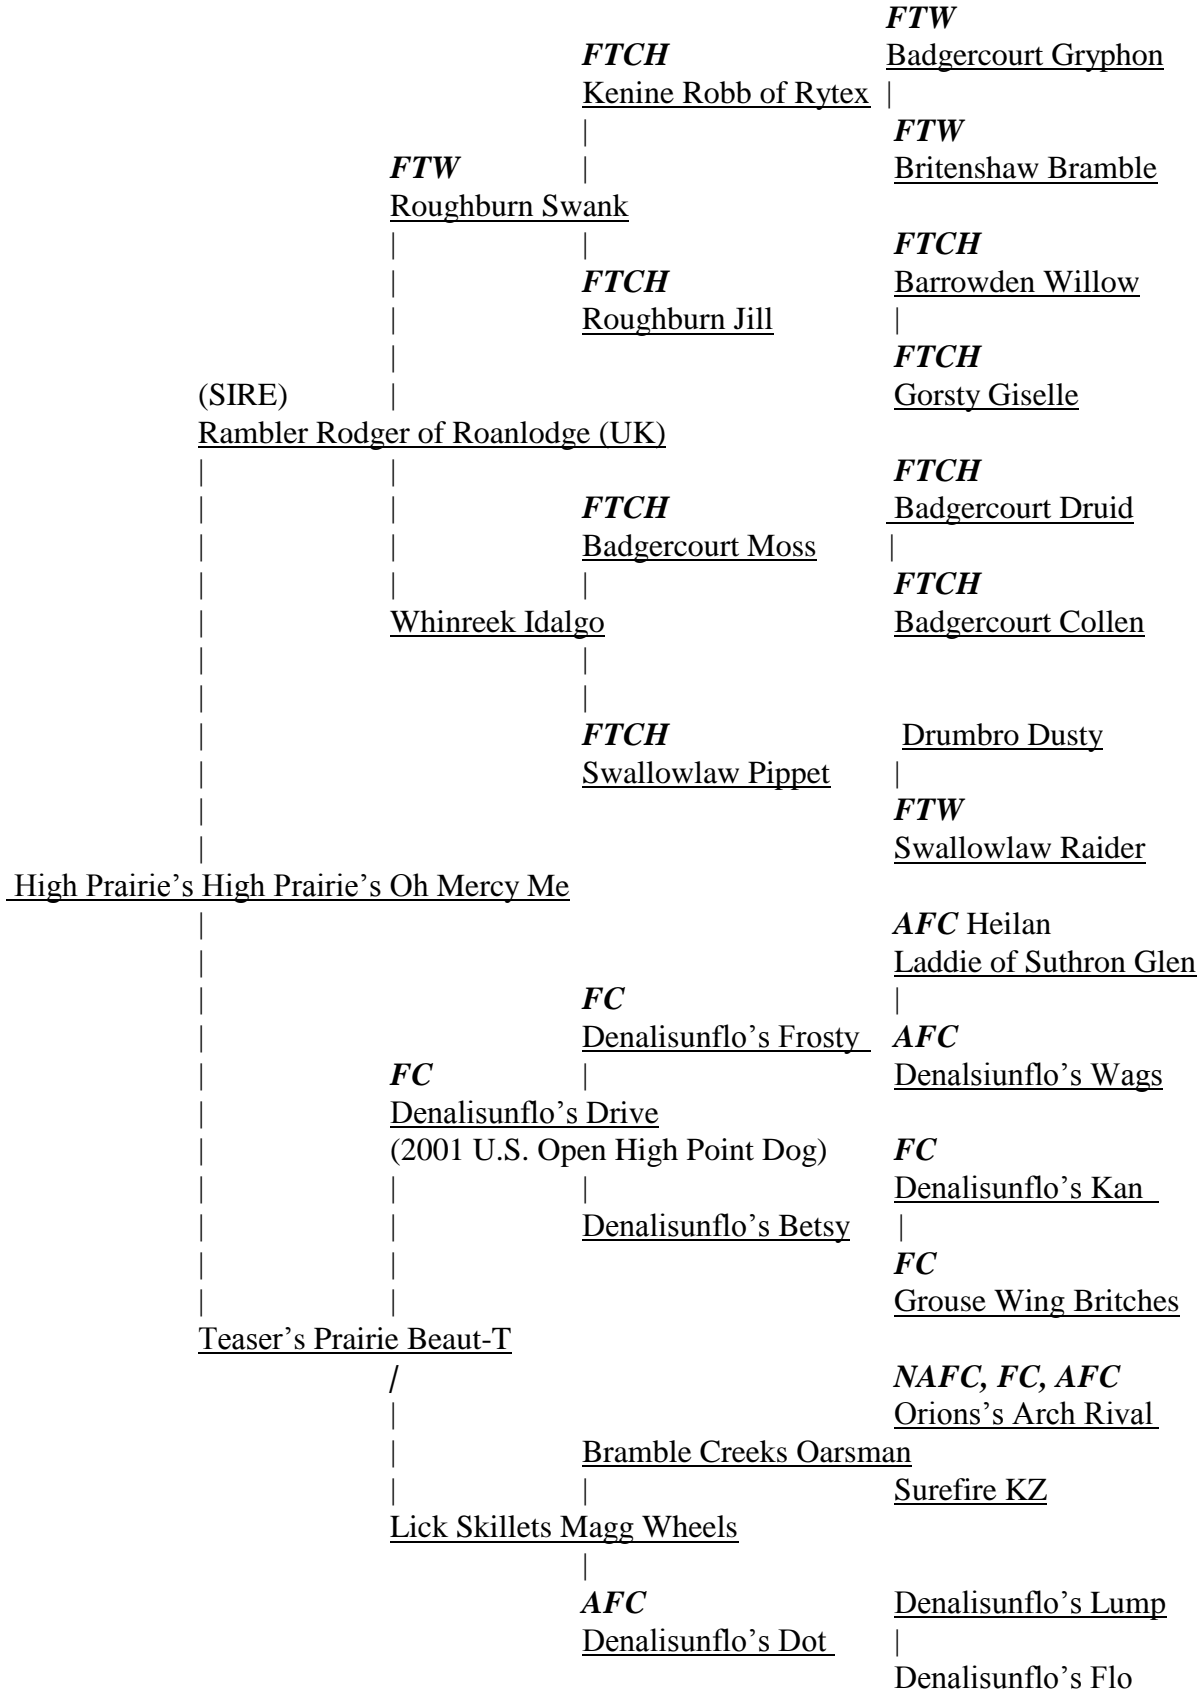 FTW
FTCH Badgercourt Gryphon
Kenine Robb of Rytex |
| FTW
FTW | Britenshaw Bramble
Roughburn Swank
| | FTCH
| FTCH Barrowden Willow
| Roughburn Jill |
| FTCH
(SIRE) | Gorsty Giselle
Rambler Rodger of Roanlodge (UK)
| | FTCH
| | FTCH Badgercourt Druid
| | Badgercourt Moss |
| | | FTCH
| Whinreek Idalgo Badgercourt Collen
| |
| |
| FTCH Drumbro Dusty
| Swallowlaw Pippet |
| FTW
| Swallowlaw Raider
High Prairie's High Prairie's Oh Mercy Me
| AFC Heilan
| Laddie of Suthron Glen
| FC |
| Denalisunflo's Frosty AFC
| FC | Denalsiunflo's Wags
| Denalisunflo's Drive
| (2001 U.S. Open High Point Dog) FC
| | | Denalisunflo's Kan
| | Denalisunflo's Betsy |
| | FC
| | Grouse Wing Britches
Teaser's Prairie Beaut-T
/ NAFC, FC, AFC
| Orions's Arch Rival
| Bramble Creeks Oarsman
| | Surefire KZ
Lick Skillets Magg Wheels
|
AFC Denalisunflo's Lump
Denalisunflo's Dot |
Denalisunflo's Flo